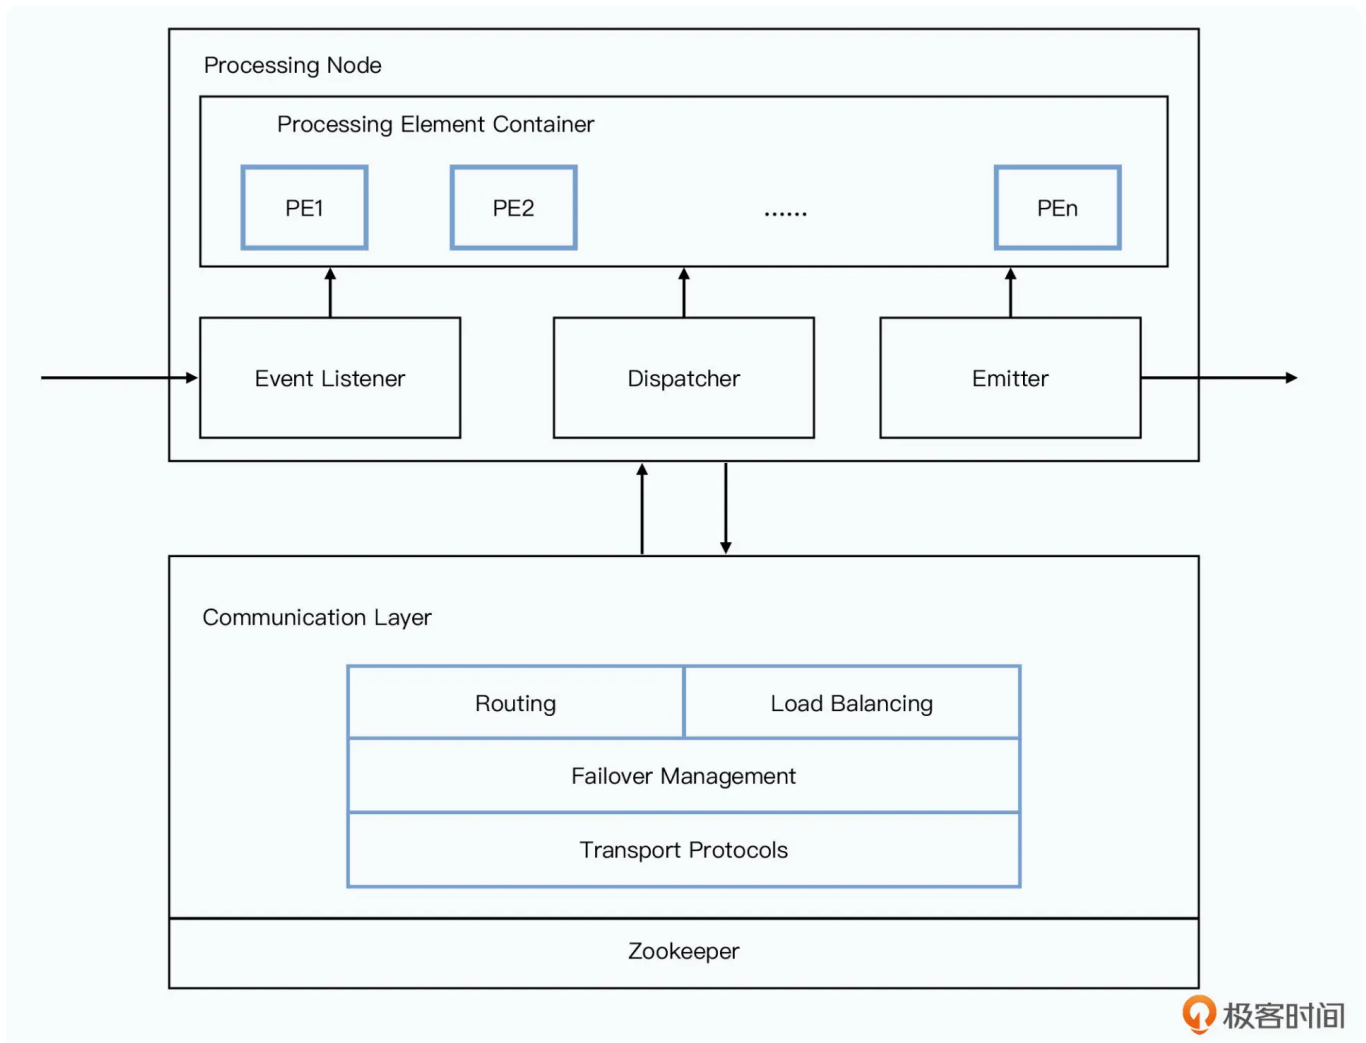 Processing Node
Processing Element Container
PE1
PE2
......
PEn
Event Listener
Dispatcher
Emitter
Communication Layer
Routing
Load Balancing
Failover Management
Transport Protocols
Zookeeper
极客时间